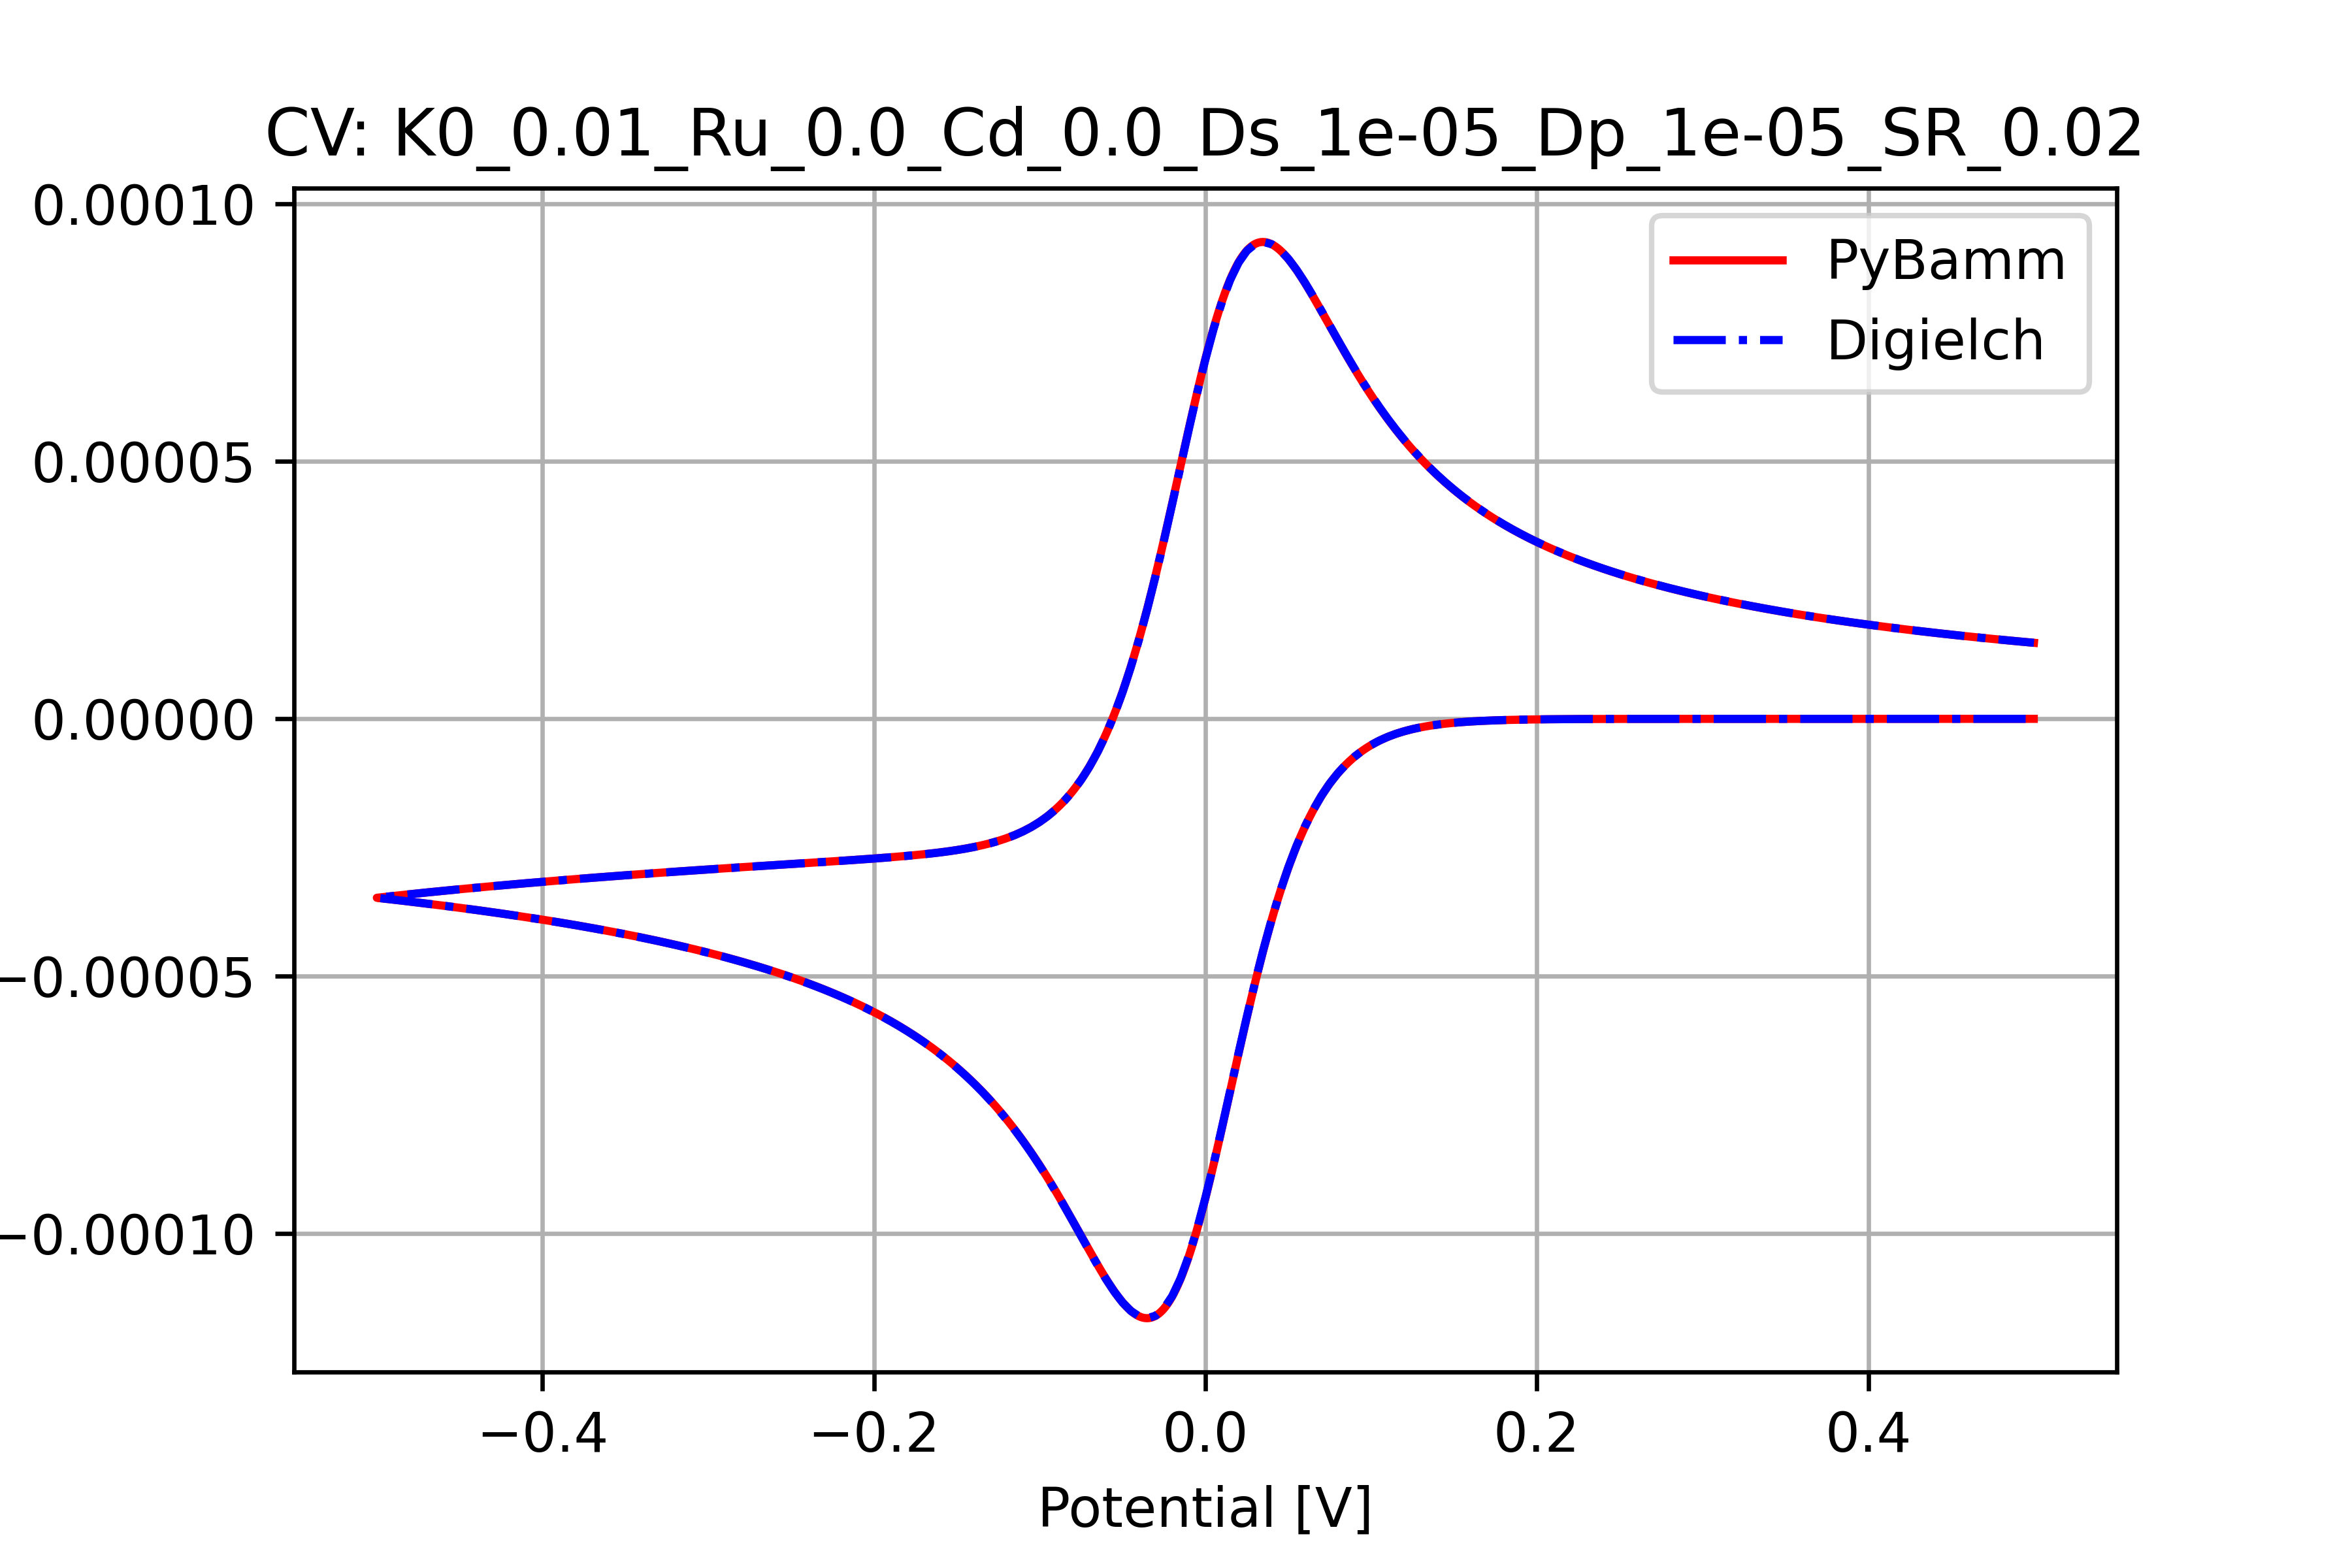 CV: K0_0.01_Ru_0.0_Cd_0.0_Ds_1e-05_Dp_1e-05_SR_0.02
0.00010
0.00005
0.00000
−0.00005
−0.00010
PyBamm
Digielch
−0.4 −0.2 0.0 0.2 0.4
Potential [V]